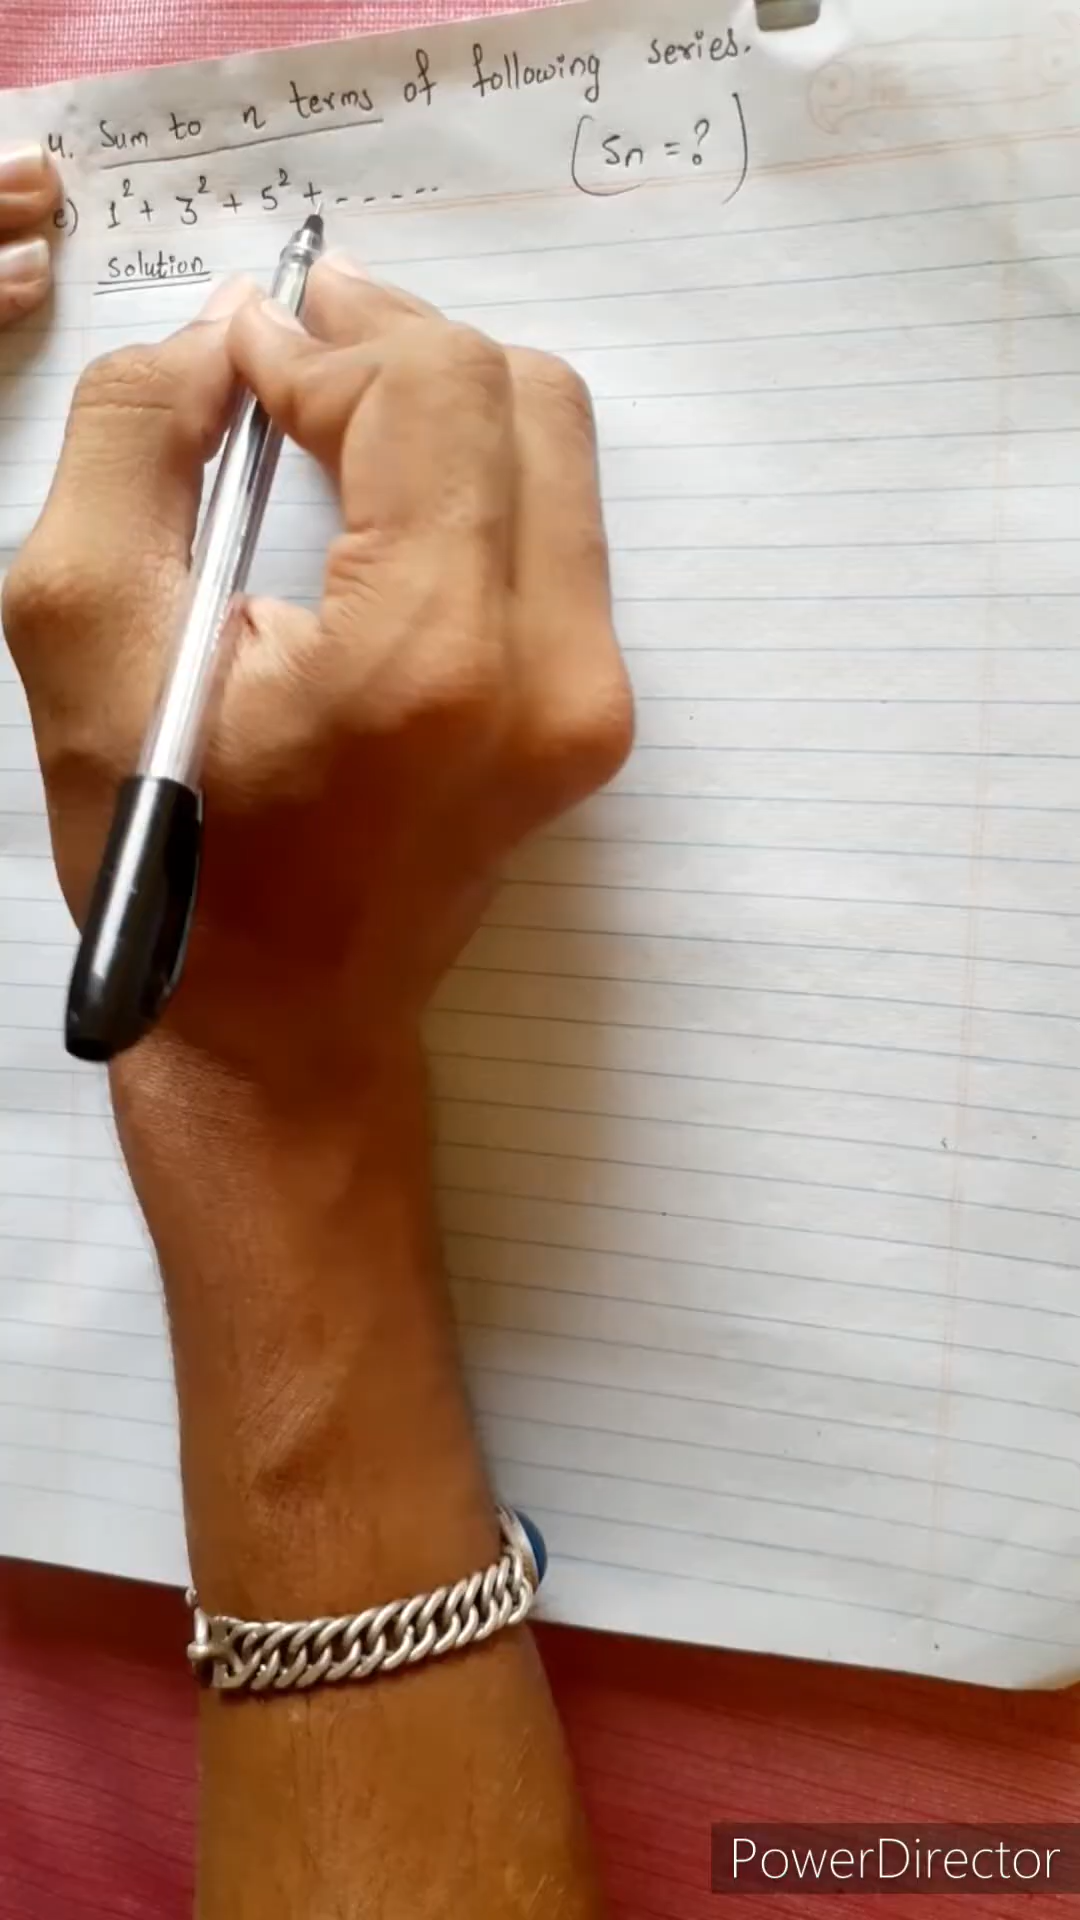 4. Sum to n terms of following series.
(Sn = ?)
e) 1² + 3² + 5² + - - - - -
Solution
PowerDirector